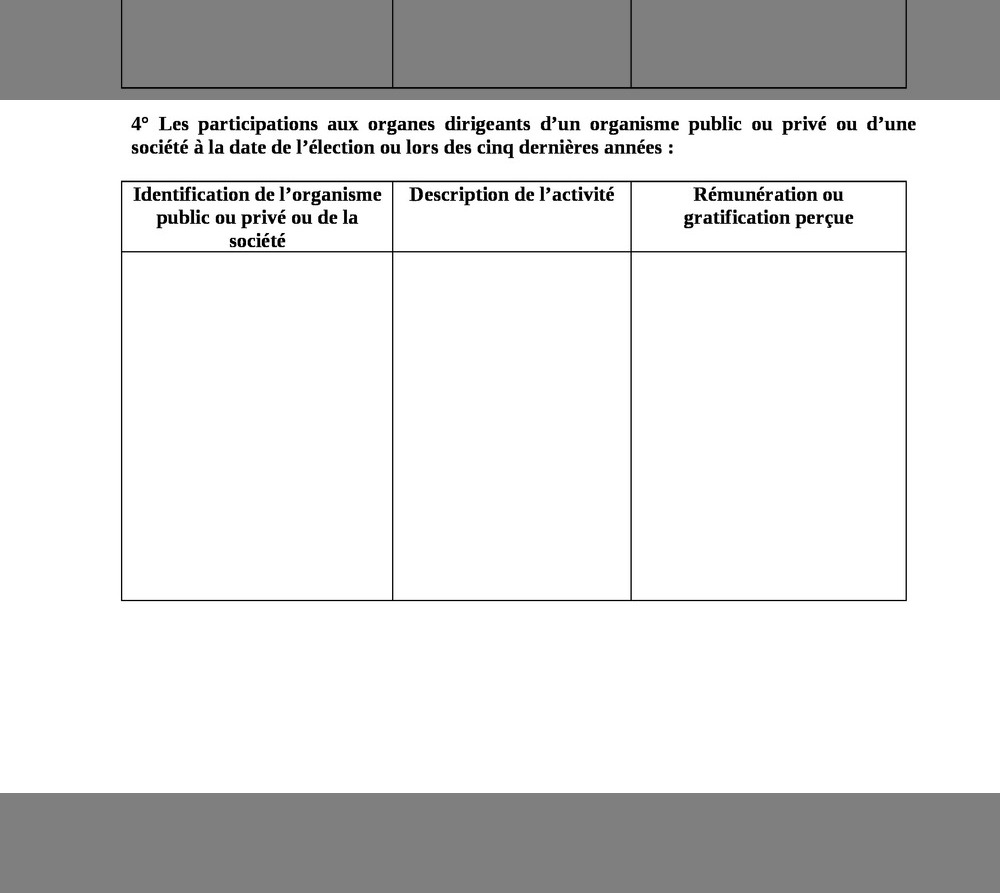 4° Les participations aux organes dirigeants d’un organisme public ou privé ou d’une
société à la date de l’élection ou lors des cinq dernières années :
Identification de l’organisme
public ou privé ou de la
société
Description de l’activité
Rémunération ou
gratification perçue